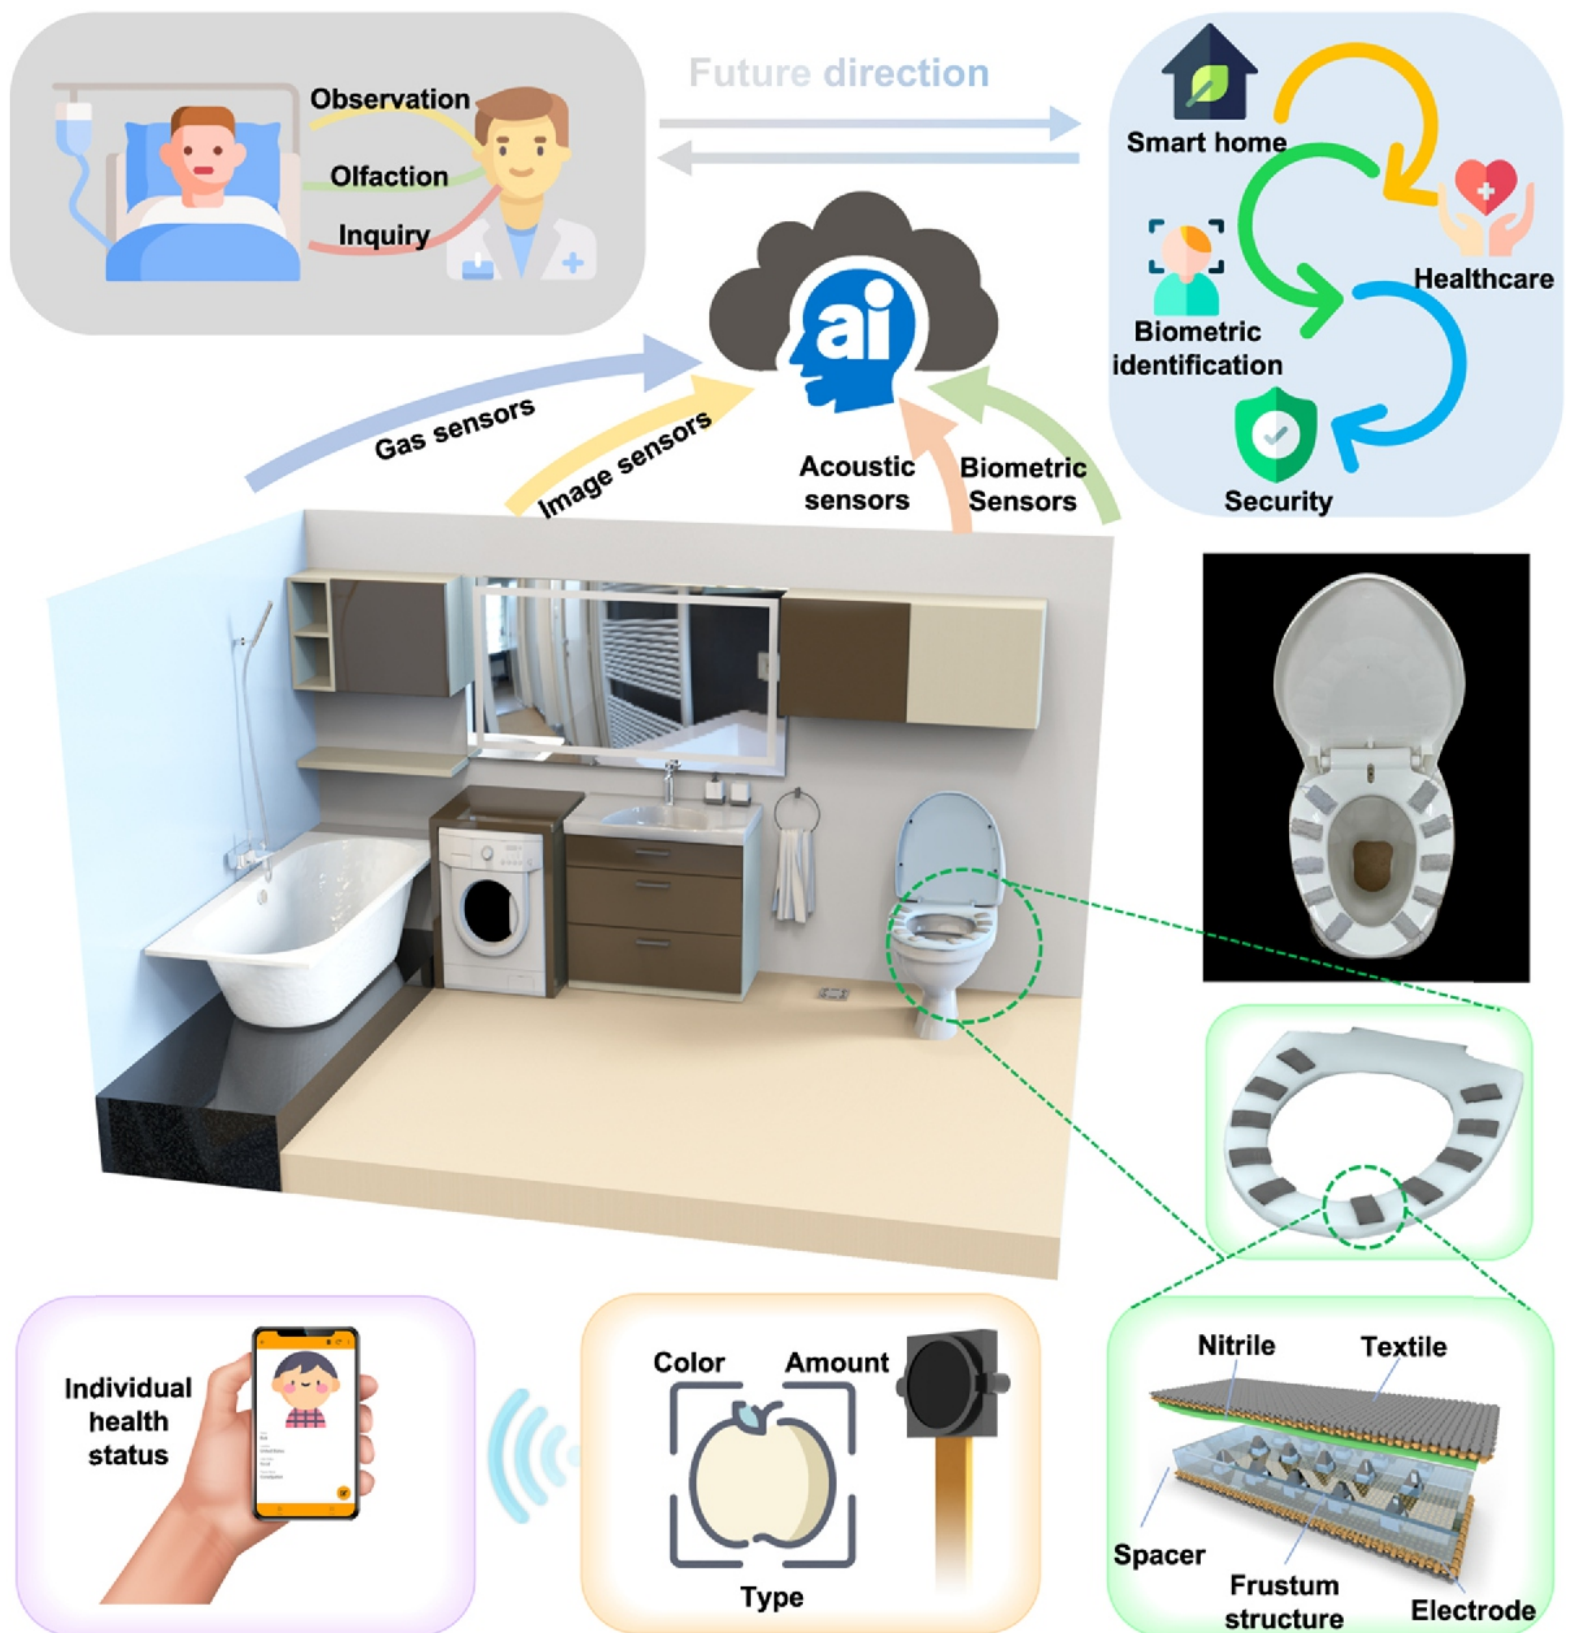 Future direction
Observation
Olfaction
Inquiry
Smart home
Healthcare
Biometric
identification
Security
ai
Gas sensors
Image sensors
Acoustic
sensors
Biometric
Sensors
Individual
health
status
Color
Amount
Type
Nitrile
Textile
Spacer
Frustum
structure
Electrode